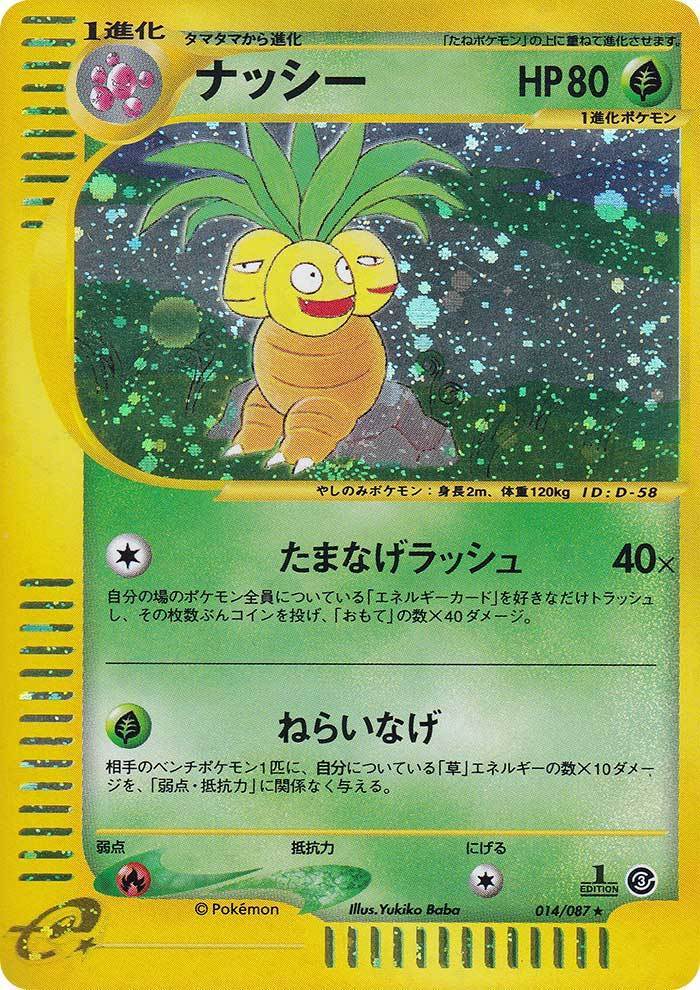 1進化
タマタマから進化
「たねポケモン」の上に重ねて進化させます。
ナッシー
HP80
1進化ポケモン
やしのみポケモン：身長2m、体重120kg ID:D-58
たまなげラッシュ 40×
自分の場のポケモン全員についている「エネルギーカード」を好きなだけトラッシュ
し、その枚数ぶんコインを投げ、「おもて」の数×40ダメージ。
ねらいなげ
相手のベンチポケモン1匹に、自分についている「草」エネルギーの数×10ダメー
ジを、「弱点・抵抗力」に関係なく与える。
弱点 抵抗力 にげる
1
EDITION
3
© Pokémon Illus.Yukiko Baba 014/087★
e